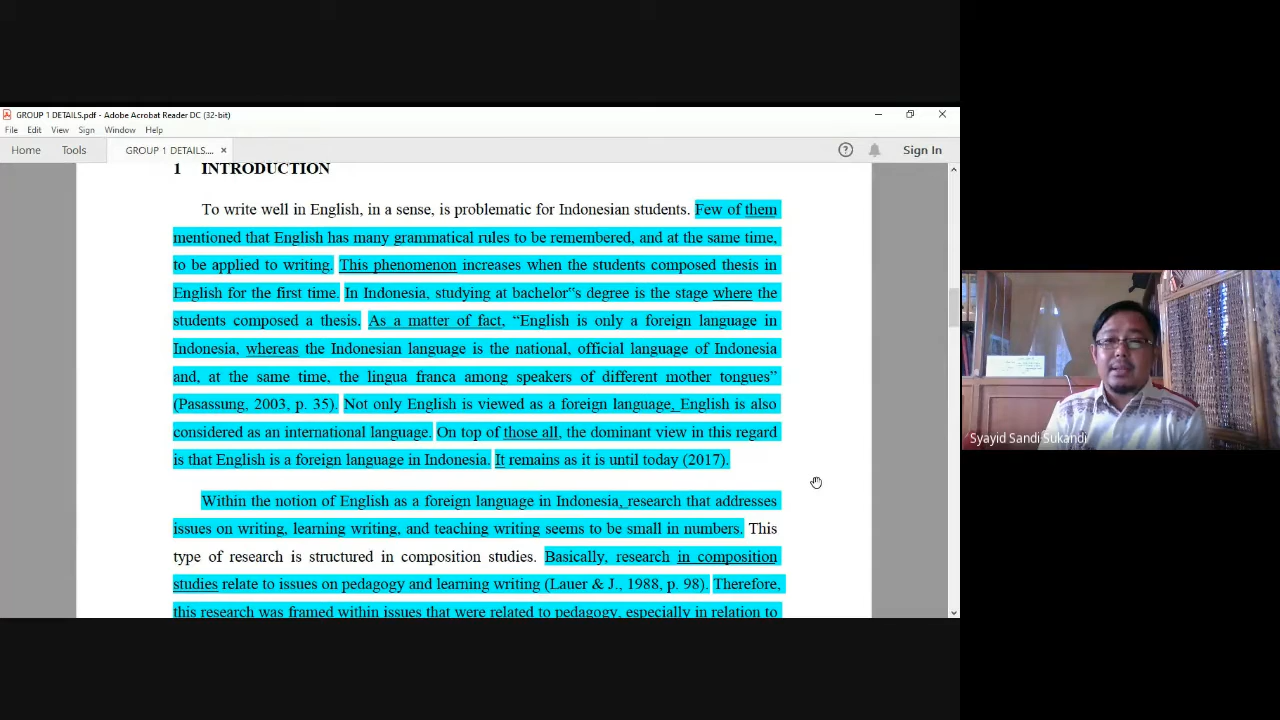 GROUP 1 DETAILS.pdf - Adobe Acrobat Reader DC (32-bit)
File Edit View Sign Window Help
Home Tools GROUP 1 DETAILS.... × Sign In
1 INTRODUCTION
To write well in English, in a sense, is problematic for Indonesian students. Few of them
mentioned that English has many grammatical rules to be remembered, and at the same time,
to be applied to writing. This phenomenon increases when the students composed thesis in
English for the first time. In Indonesia, studying at bachelor‟s degree is the stage where the
students composed a thesis. As a matter of fact, “English is only a foreign language in
Indonesia, whereas the Indonesian language is the national, official language of Indonesia
and, at the same time, the lingua franca among speakers of different mother tongues”
(Pasassung, 2003, p. 35). Not only English is viewed as a foreign language, English is also
considered as an international language. On top of those all, the dominant view in this regard
is that English is a foreign language in Indonesia. It remains as it is until today (2017).
Within the notion of English as a foreign language in Indonesia, research that addresses
issues on writing, learning writing, and teaching writing seems to be small in numbers. This
type of research is structured in composition studies. Basically, research in composition
studies relate to issues on pedagogy and learning writing (Lauer & J., 1988, p. 98). Therefore,
this research was framed within issues that were related to pedagogy, especially in relation to
Syayid Sandi Sukandi